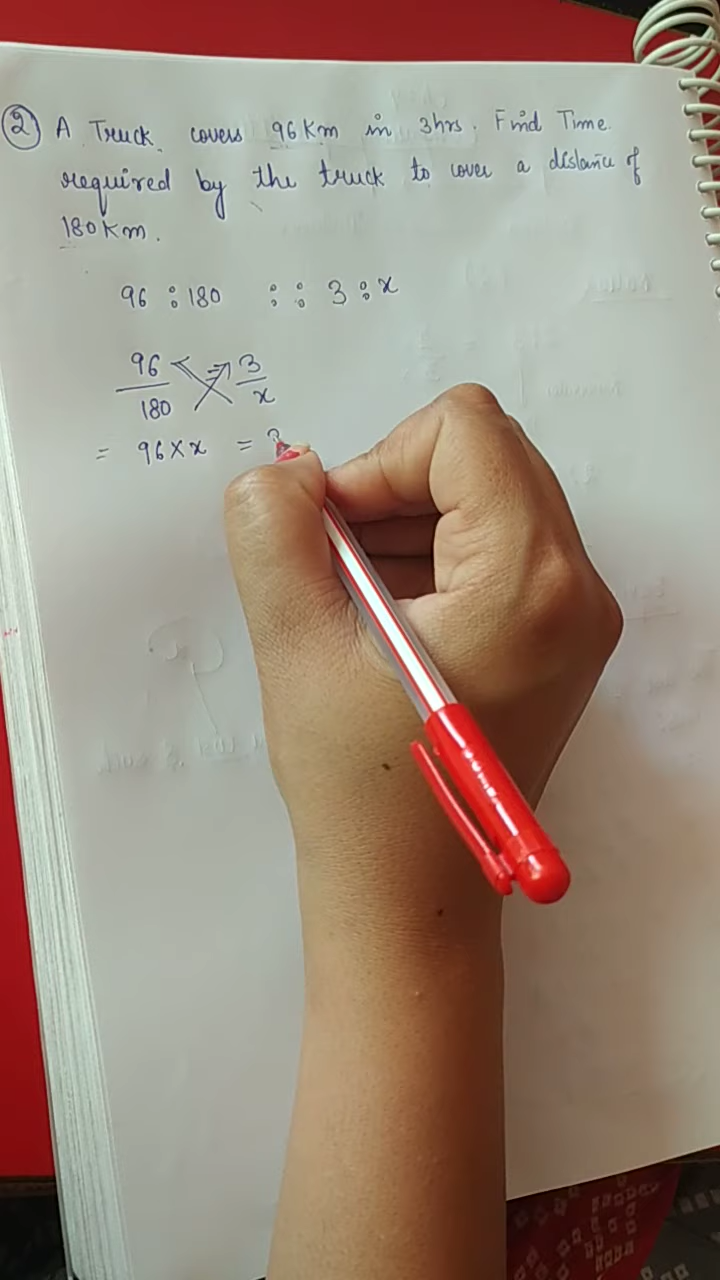 ② A Truck covers 96 Km in 3hrs. Find Time
required by the truck to cover a distance of
180 Km.
96 : 180 :: 3 : x
96/180 = 3/x
= 96 × x = 3